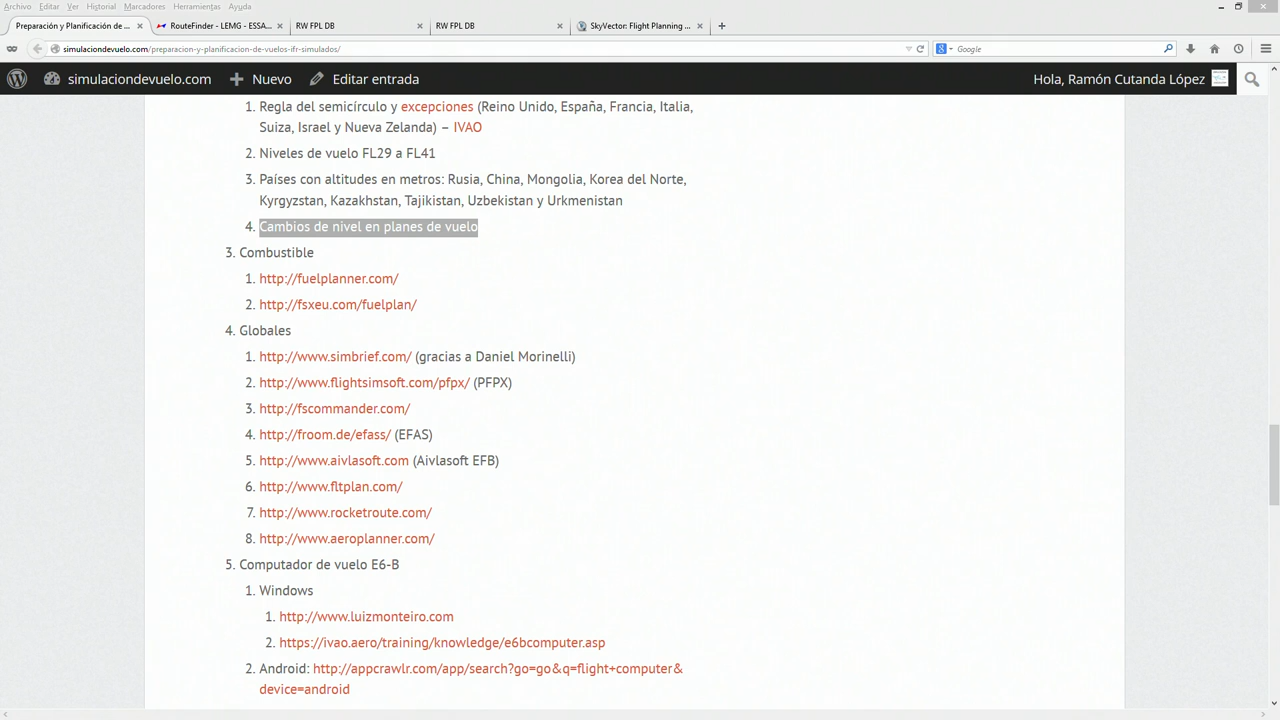 Archivo Editar Ver Historial Marcadores Herramientas Ayuda
Preparación y Planificación de ... × RouteFinder - LEMG - ESSA... × RW FPL DB × RW FPL DB × SkyVector: Flight Planning ... × +
simulaciondevuelo.com/preparacion-y-planificacion-de-vuelos-ifr-simulados/ Google
simulaciondevuelo.com Nuevo Editar entrada Hola, Ramón Cutanda López
1. Regla del semicírculo y excepciones (Reino Unido, España, Francia, Italia,
Suiza, Israel y Nueva Zelanda) – IVAO
2. Niveles de vuelo FL29 a FL41
3. Países con altitudes en metros: Rusia, China, Mongolia, Korea del Norte,
Kyrgyzstan, Kazakhstan, Tajikistan, Uzbekistan y Urkmenistan
4. Cambios de nivel en planes de vuelo
3. Combustible
1. http://fuelplanner.com/
2. http://fsxeu.com/fuelplan/
4. Globales
1. http://www.simbrief.com/ (gracias a Daniel Morinelli)
2. http://www.flightsimsoft.com/pfpx/ (PFPX)
3. http://fscommander.com/
4. http://froom.de/efass/ (EFAS)
5. http://www.aivlasoft.com (Aivlasoft EFB)
6. http://www.fltplan.com/
7. http://www.rocketroute.com/
8. http://www.aeroplanner.com/
5. Computador de vuelo E6-B
1. Windows
1. http://www.luizmonteiro.com
2. https://ivao.aero/training/knowledge/e6bcomputer.asp
2. Android: http://appcrawlr.com/app/search?go=go&q=flight+computer&
device=android